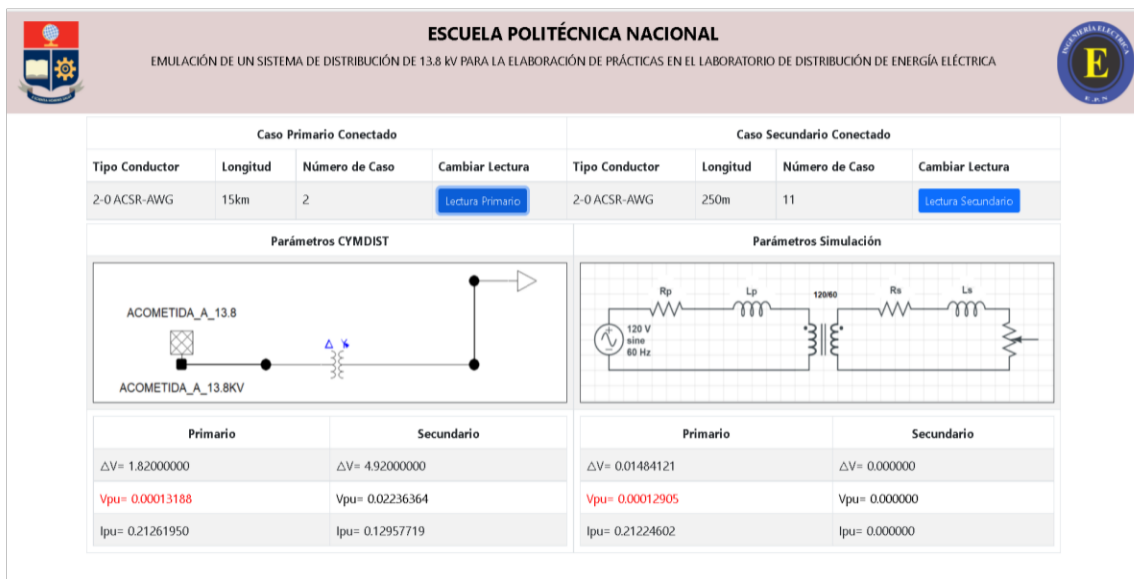 ESCUELA POLITÉCNICA NACIONAL
EMULACIÓN DE UN SISTEMA DE DISTRIBUCIÓN DE 13.8 kV PARA LA ELABORACIÓN DE PRÁCTICAS EN EL LABORATORIO DE DISTRIBUCIÓN DE ENERGÍA ELÉCTRICA
INGENIERÍA ELÉCTRICA
E
E.P.N
Caso Primario Conectado Caso Secundario Conectado
Tipo Conductor Longitud Número de Caso Cambiar Lectura Tipo Conductor Longitud Número de Caso Cambiar Lectura
2-0 ACSR-AWG 15km 2 Lectura Primario 2-0 ACSR-AWG 250m 11 Lectura Secundario
Parámetros CYMDIST Parámetros Simulación
ACOMETIDA_A_13.8
ACOMETIDA_A_13.8KV
Rp Lp 120/60 Rs Ls
120 V
sine
60 Hz
Primario Secundario Primario Secundario
△V= 1.82000000 △V= 4.92000000 △V= 0.01484121 △V= 0.000000
Vpu= 0.00013188 Vpu= 0.02236364 Vpu= 0.00012905 Vpu= 0.000000
Ipu= 0.21261950 Ipu= 0.12957719 Ipu= 0.21224602 Ipu= 0.000000